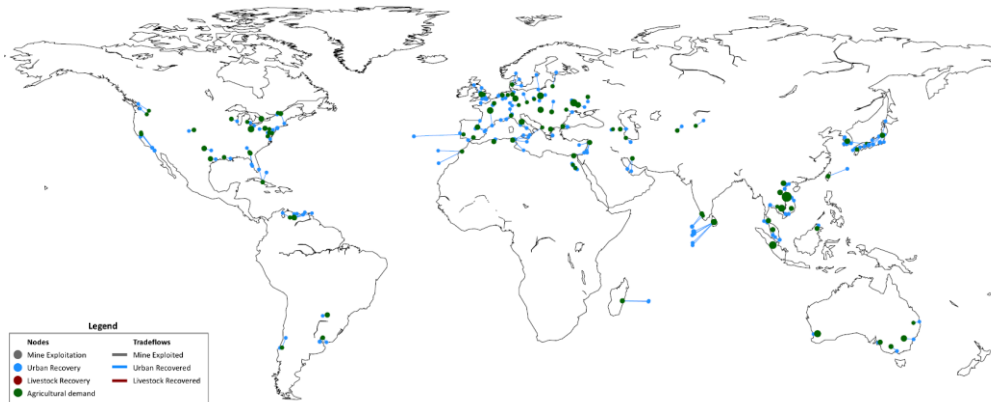 Legend
Nodes Tradeflows
Mine Exploitation Mine Exploited
Urban Recovery Urban Recovered
Livestock Recovery Livestock Recovered
Agricultural demand